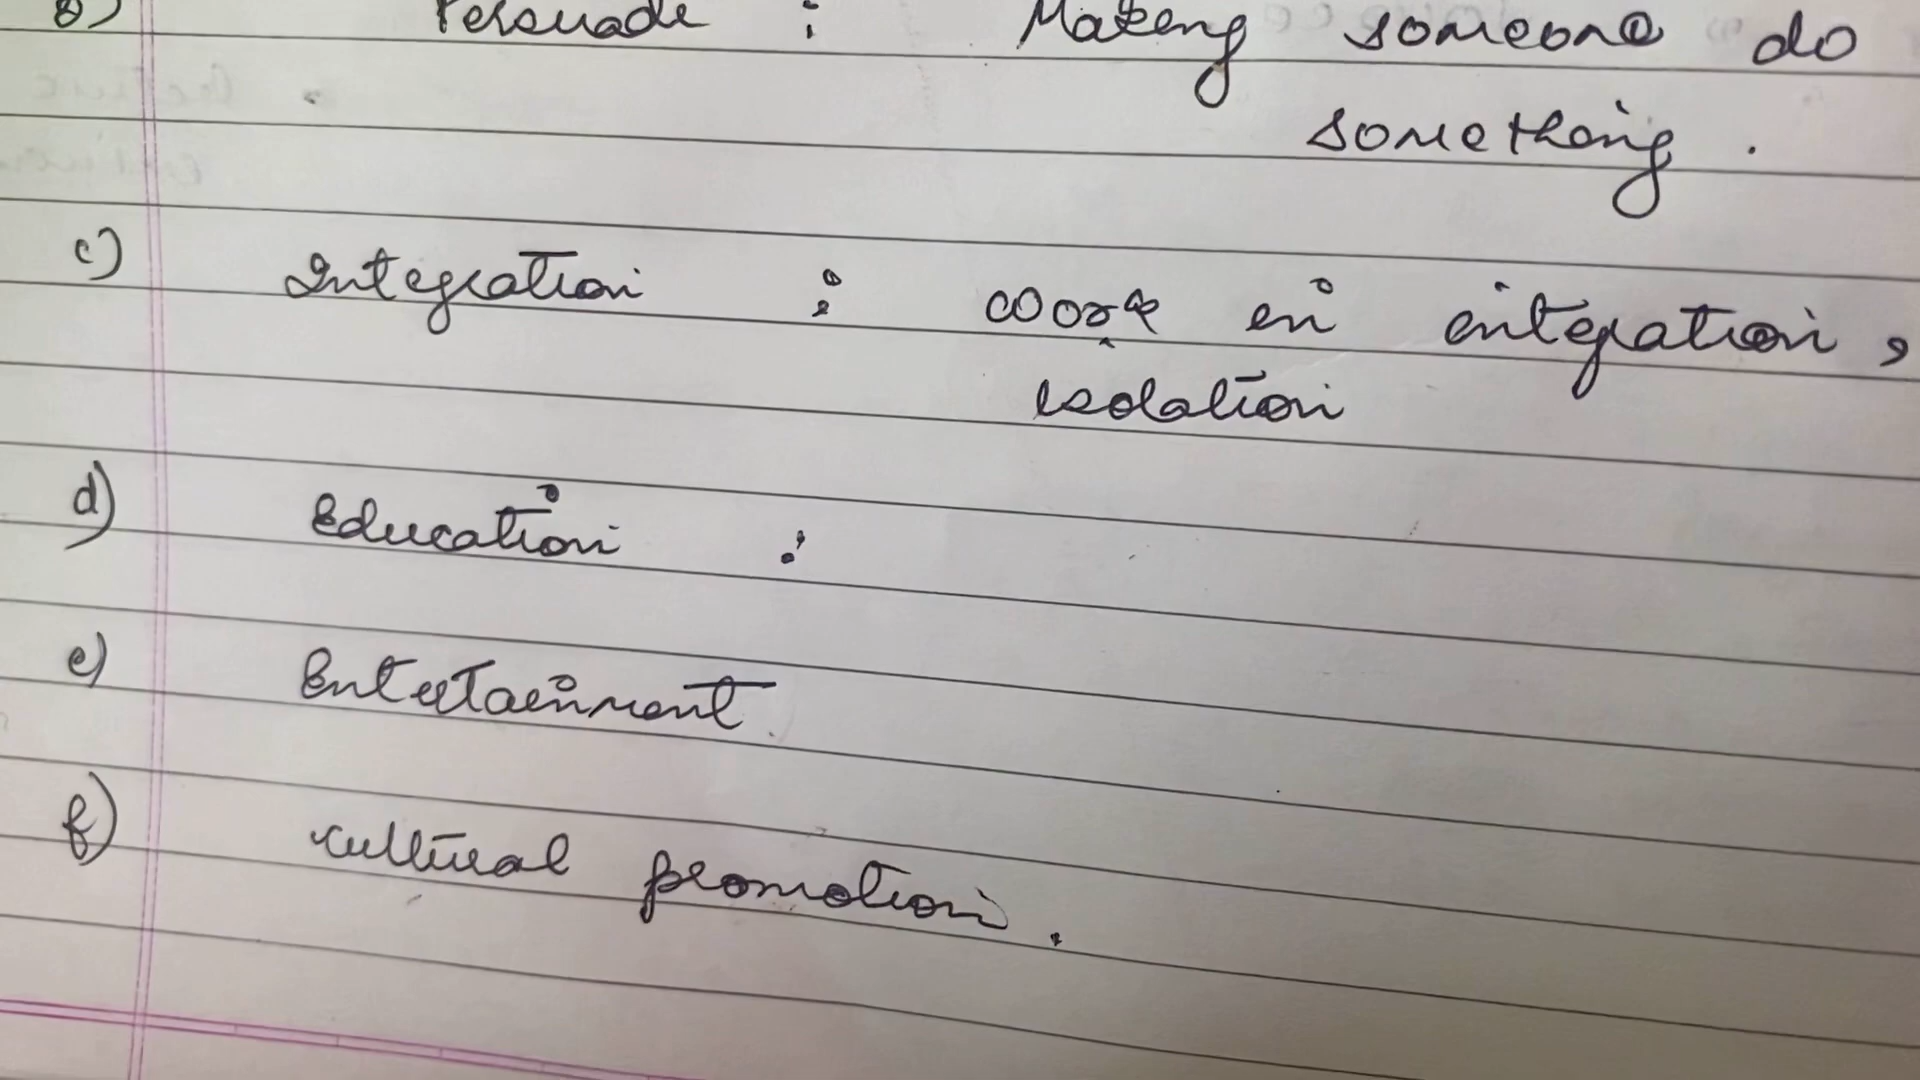 b) Persuade : Making someone do
something.
c) Integration : work in integration,
isolation
d) Education :
e) Entertainment.
f) cultural promotion.